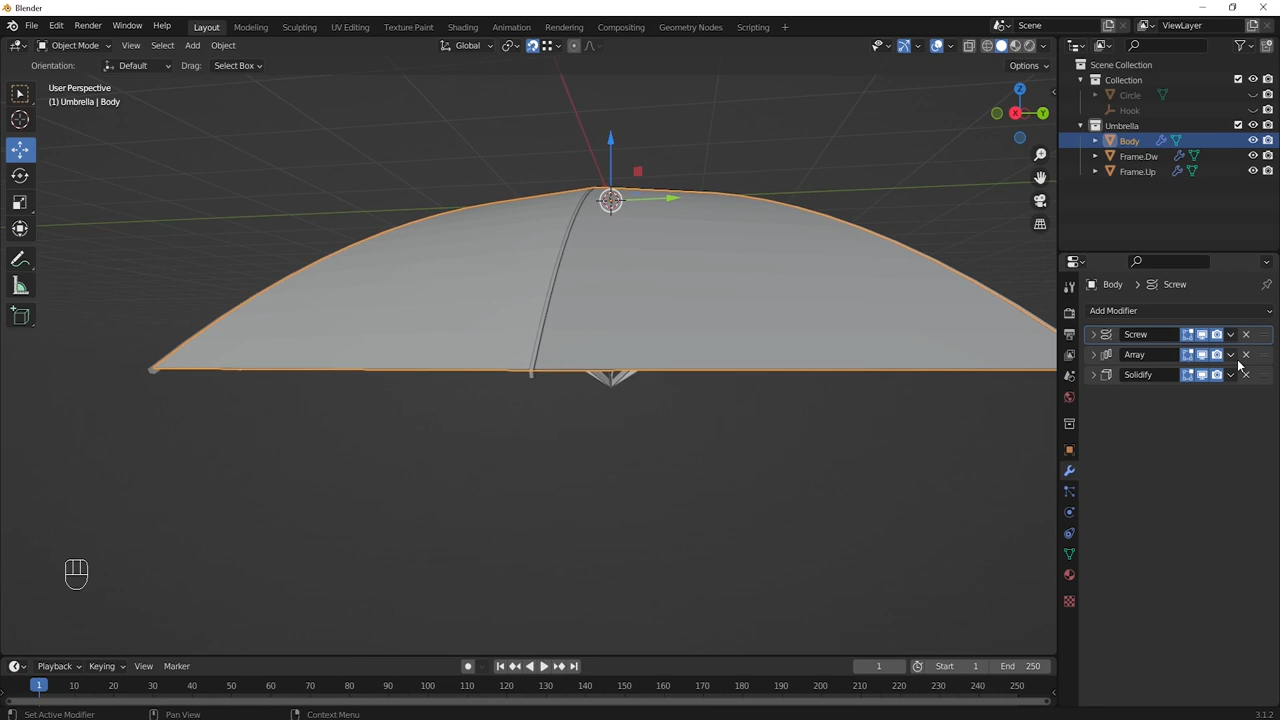 Blender
File Edit Render Window Help
Layout Modeling Sculpting UV Editing Texture Paint Shading Animation Rendering Compositing Geometry Nodes Scripting +
Scene
ViewLayer
Object Mode View Select Add Object
Global
Orientation: Default Drag: Select Box
Options
User Perspective
(1) Umbrella | Body
Z
X
Y
Scene Collection
Collection
Circle
Hook
Umbrella
Body
Frame.Dw
Frame.Up
Body > Screw
Add Modifier
Screw
Array
Solidify
Playback Keying View Marker
1
Start 1
End 250
1 10 20 30 40 50 60 70 80 90 100 110 120 130 140 150 160 170 180 190 200 210 220 230 240 250
Set Active Modifier
Pan View
Context Menu
3.1.2